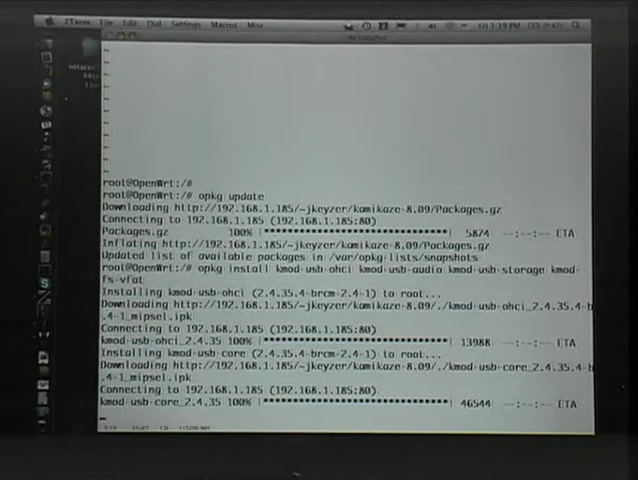 ZTerm File Edit Dial Settings Macros Misc
root@OpenWrt:/#
root@OpenWrt:/# opkg update
Downloading http://192.168.1.185/~jkeyzer/kamikaze-8.09/Packages.gz
Connecting to 192.168.1.185 (192.168.1.185:80)
Packages.gz 100% |*******************************| 5874 --:--:-- ETA
Inflating http://192.168.1.185/~jkeyzer/kamikaze-8.09/Packages.gz
Updated list of available packages in /var/opkg-lists/snapshots
root@OpenWrt:/# opkg install kmod-usb-ohci kmod-usb-audio kmod-usb-storage kmod-
fs-vfat
Installing kmod-usb-ohci (2.4.35.4-brcm-2.4-1) to root...
Downloading http://192.168.1.185/~jkeyzer/kamikaze-8.09/./kmod-usb-ohci_2.4.35.4-b
.4-1_mipsel.ipk
Connecting to 192.168.1.185 (192.168.1.185:80)
kmod-usb-ohci_2.4.35 100% |*******************************| 13988 --:--:-- ETA
Installing kmod-usb-core (2.4.35.4-brcm-2.4-1) to root...
Downloading http://192.168.1.185/~jkeyzer/kamikaze-8.09/./kmod-usb-core_2.4.35.4-b
.4-1_mipsel.ipk
Connecting to 192.168.1.185 (192.168.1.185:80)
kmod-usb-core_2.4.35 100% |*******************************| 46544 --:--:-- ETA